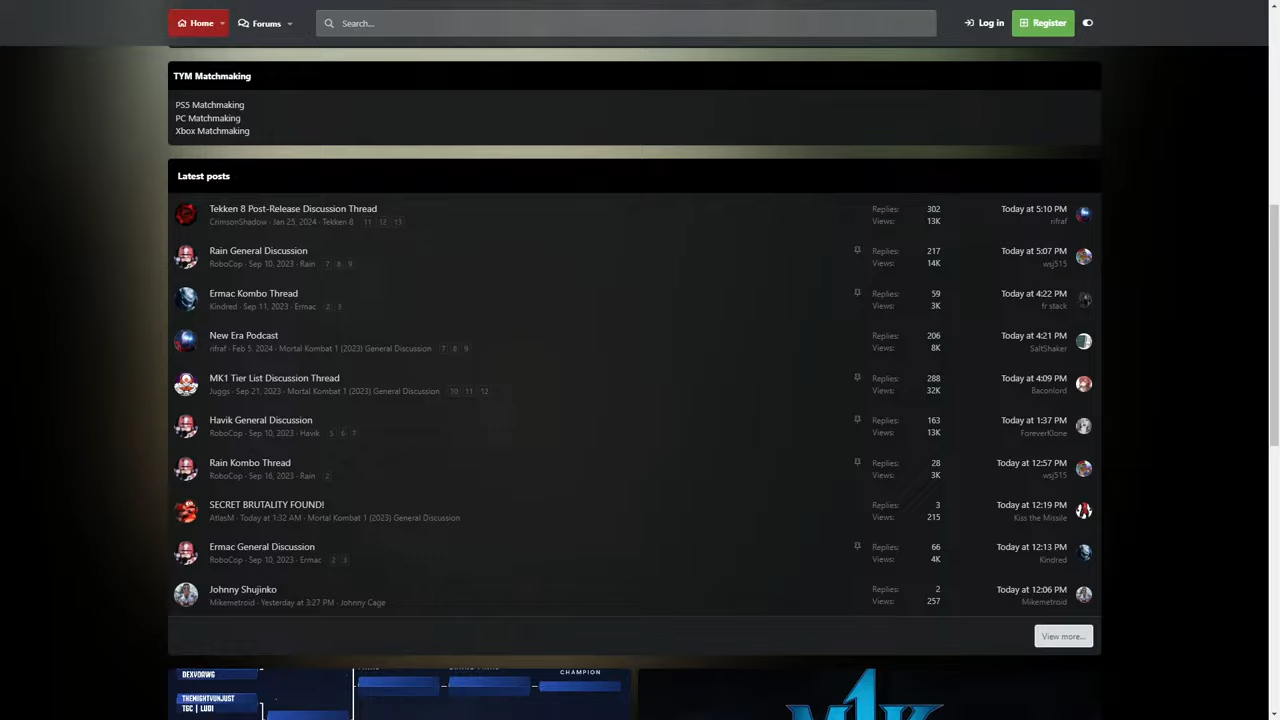 Home Forums Search... Log in Register
TYM Matchmaking
PS5 Matchmaking
PC Matchmaking
Xbox Matchmaking
Latest posts
Tekken 8 Post-Release Discussion Thread Replies: 302 Today at 5:10 PM
CrimsonShadow · Jan 25, 2024 · Tekken 8 11 12 13 Views: 13K rifraf
Rain General Discussion Replies: 217 Today at 5:07 PM
RoboCop · Sep 10, 2023 · Rain 7 8 9 Views: 14K wsj515
Ermac Kombo Thread Replies: 59 Today at 4:22 PM
Kindred · Sep 11, 2023 · Ermac 2 3 Views: 3K fr stack
New Era Podcast Replies: 206 Today at 4:21 PM
rifraf · Feb 5, 2024 · Mortal Kombat 1 (2023) General Discussion 7 8 9 Views: 8K SaltShaker
MK1 Tier List Discussion Thread Replies: 288 Today at 4:09 PM
Juggs · Sep 21, 2023 · Mortal Kombat 1 (2023) General Discussion 10 11 12 Views: 32K Baconlord
Havik General Discussion Replies: 163 Today at 1:37 PM
RoboCop · Sep 10, 2023 · Havik 5 6 7 Views: 13K ForeverKlone
Rain Kombo Thread Replies: 28 Today at 12:57 PM
RoboCop · Sep 16, 2023 · Rain 2 Views: 3K wsj515
SECRET BRUTALITY FOUND! Replies: 3 Today at 12:19 PM
AtlasM · Today at 1:32 AM · Mortal Kombat 1 (2023) General Discussion Views: 215 Kiss the Missile
Ermac General Discussion Replies: 66 Today at 12:13 PM
RoboCop · Sep 10, 2023 · Ermac 2 3 Views: 4K Kindred
Johnny Shujinko Replies: 2 Today at 12:06 PM
Mikemetroid · Yesterday at 3:27 PM · Johnny Cage Views: 257 Mikemetroid
View more...
DEXVDAWG CHAMPION
THEMIGHTYUNJUST
TGC | LUDI